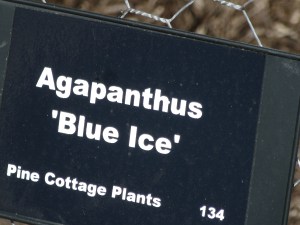 Agapanthus
'Blue Ice'
Pine Cottage Plants
134